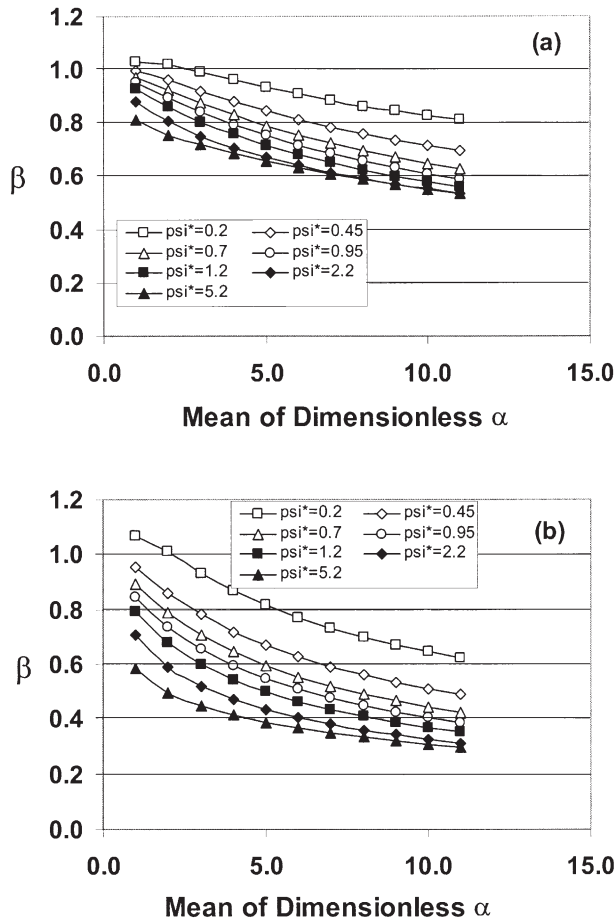 1.2
(a)
1.0
0.8
0.6
β
0.4
psi*=0.2 psi*=0.45
psi*=0.7 psi*=0.95
psi*=1.2 psi*=2.2
psi*=5.2
0.2
0.0
0.0 5.0 10.0 15.0
Mean of Dimensionless α
1.2
psi*=0.2 psi*=0.45
psi*=0.7 psi*=0.95
psi*=1.2 psi*=2.2
psi*=5.2
(b)
1.0
0.8
0.6
β
0.4
0.2
0.0
0.0 5.0 10.0 15.0
Mean of Dimensionless α